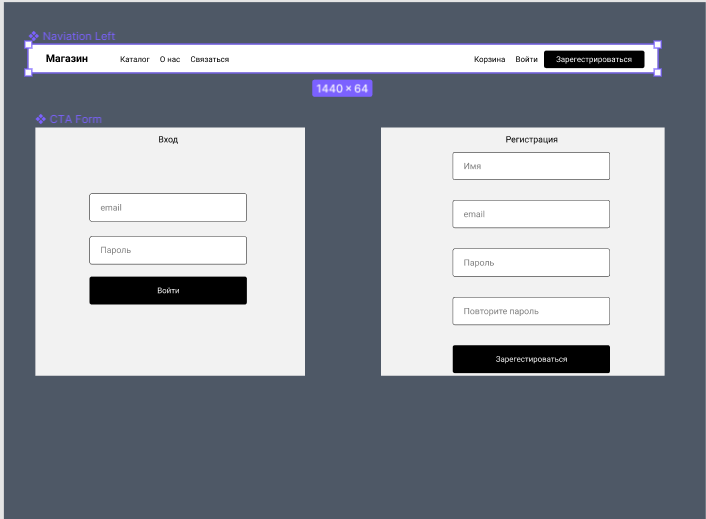 Naviation Left
Магазин Каталог О нас Связаться Корзина Войти Зарегестрироваться
1440 × 64
CTA Form
Вход
email
Пароль
Войти
Регистрация
Имя
email
Пароль
Повторите пароль
Зарегестироваться